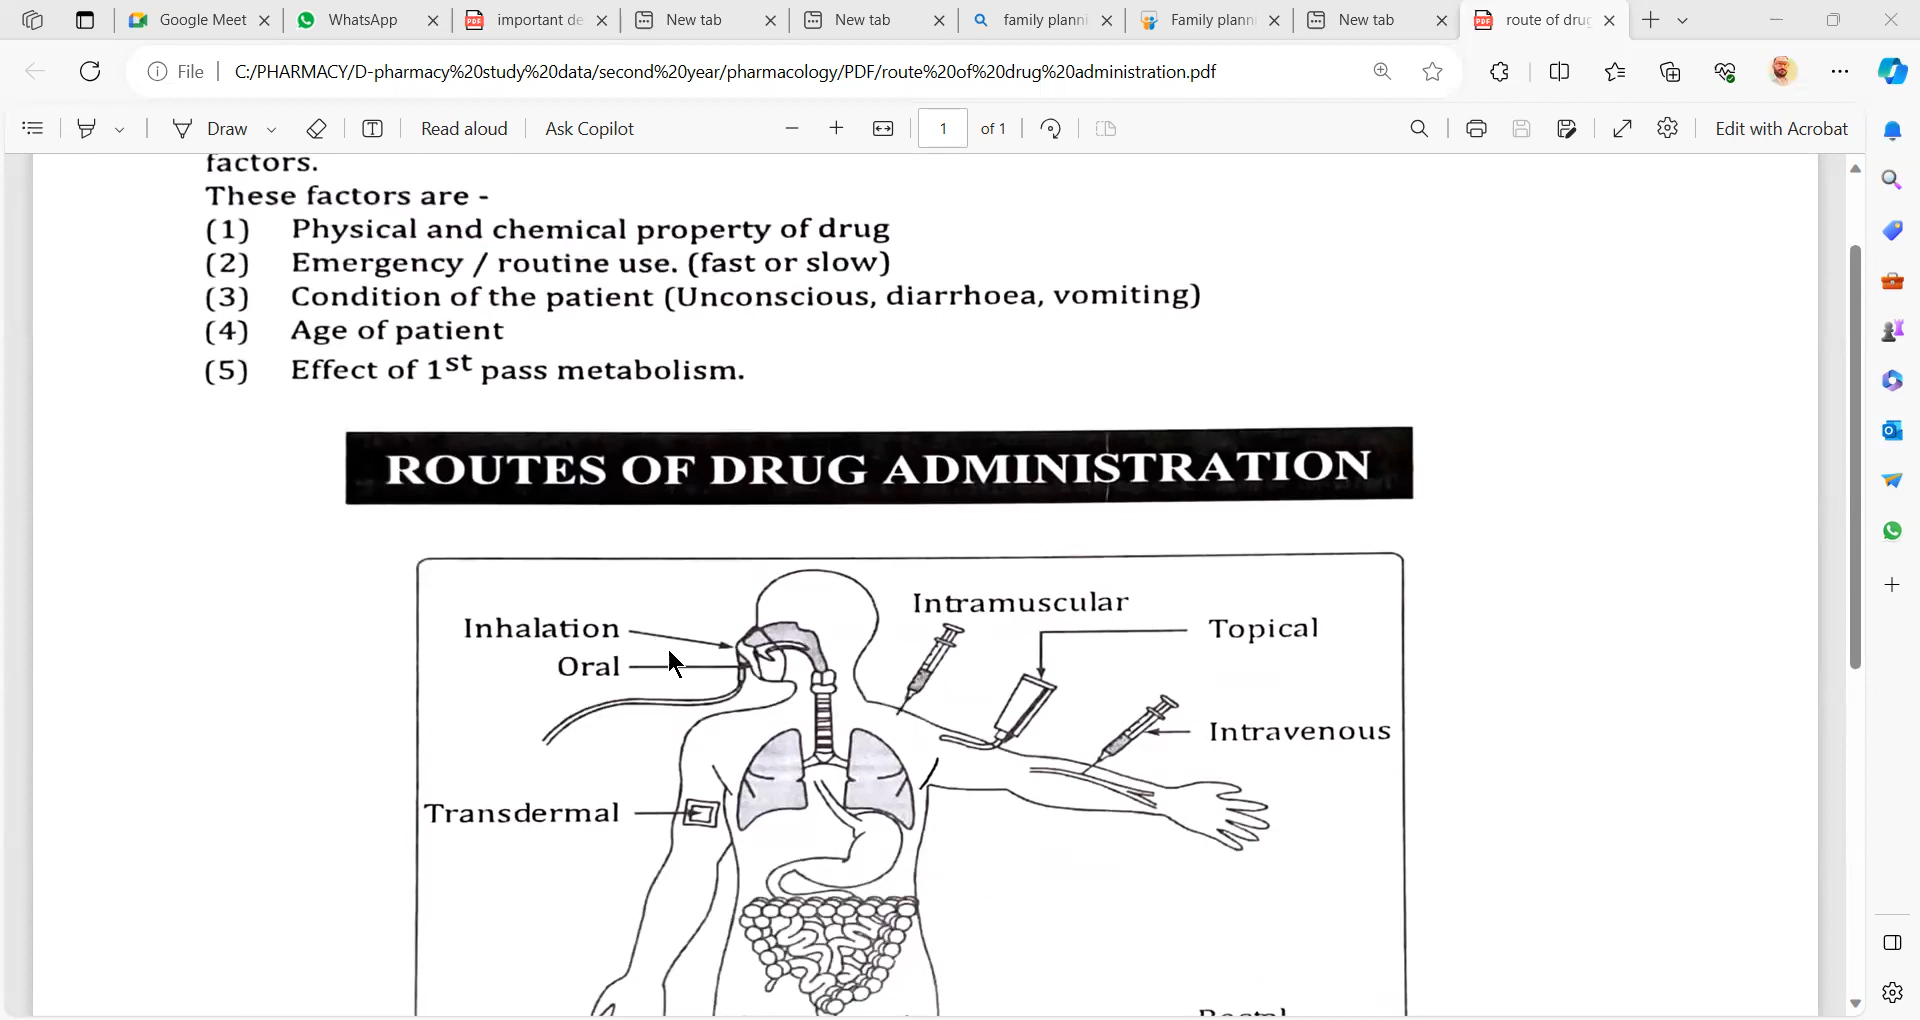 Google Meet
WhatsApp
important de
New tab
New tab
family planni
Family plann
New tab
route of drug
File
C:/PHARMACY/D-pharmacy%20study%20data/second%20year/pharmacology/PDF/route%20of%20drug%20administration.pdf
Draw
Read aloud
Ask Copilot
1
of 1
Edit with Acrobat
factors.
These factors are -
(1) Physical and chemical property of drug
(2) Emergency / routine use. (fast or slow)
(3) Condition of the patient (Unconscious, diarrhoea, vomiting)
(4) Age of patient
(5) Effect of 1st pass metabolism.
ROUTES OF DRUG ADMINISTRATION
Intramuscular
Inhalation
Topical
Oral
Intravenous
Transdermal
Rectal